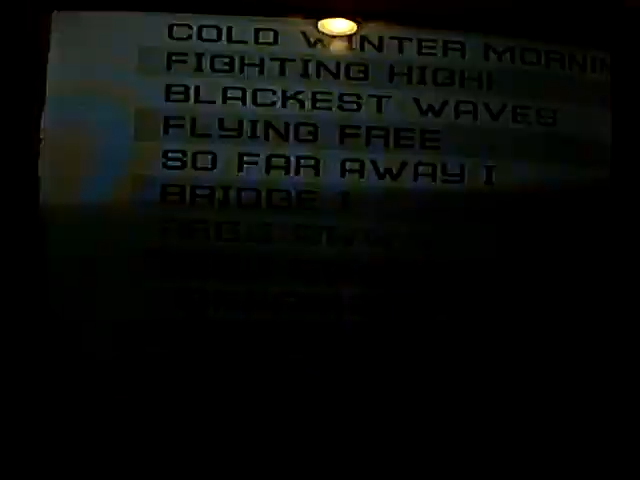 COLD WINTER MORNIN
FIGHTING HIGH!
BLACKEST WAVES
FLYING FREE
SO FAR AWAY I
BRIDGE I